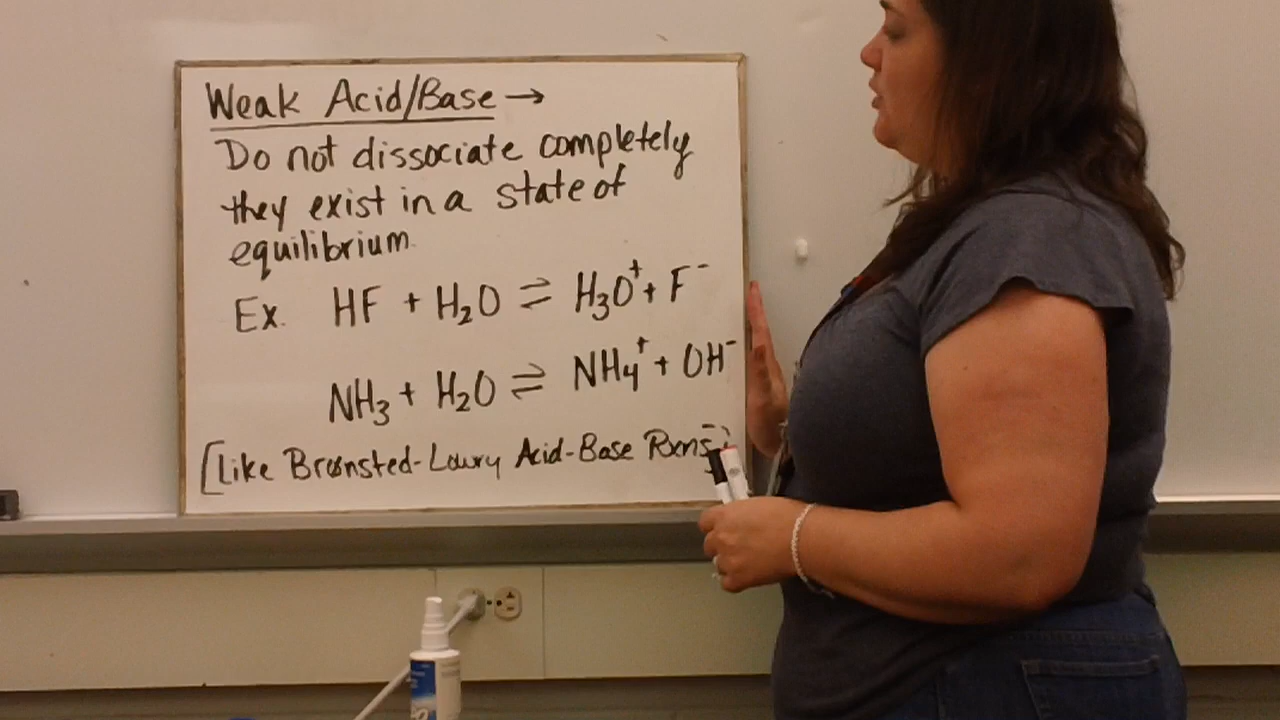 Weak Acid/Base →
Do not dissociate completely
they exist in a state of
equilibrium.
Ex. HF + H₂O ⇌ H₃O⁺ + F⁻
NH₃ + H₂O ⇌ NH₄⁺ + OH⁻
[Like Brønsted-Lowry Acid-Base Rxns]